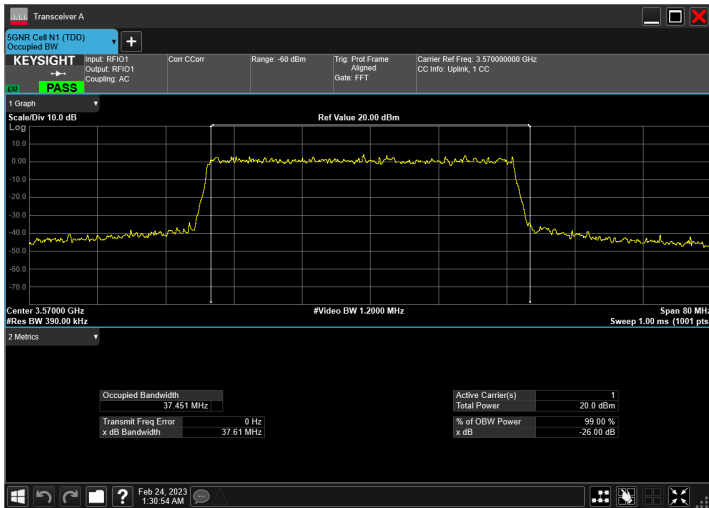 Transceiver A
5GNR Cell N1 (TDD)
Occupied BW
+
KEYSIGHT
PASS
Input: RFIO1
Output: RFIO1
Coupling: AC
Corr CCorr
Range: -60 dBm
Trig: Prot Frame
Aligned
Gate: FFT
Carrier Ref Freq: 3.570000000 GHz
CC Info: Uplink, 1 CC
1 Graph
Scale/Div 10.0 dB
Ref Value 20.00 dBm
Log
10.0
0.00
-10.0
-20.0
-30.0
-40.0
-50.0
-60.0
-70.0
Center 3.57000 GHz
#Video BW 1.2000 MHz
Span 80 MHz
#Res BW 390.00 kHz
Sweep 1.00 ms (1001 pts
2 Metrics
Occupied Bandwidth
37.451 MHz
Transmit Freq Error 0 Hz
x dB Bandwidth 37.61 MHz
Active Carrier(s) 1
Total Power 20.0 dBm
% of OBW Power 99.00 %
x dB -26.00 dB
?
Feb 24, 2023
1:30:54 AM